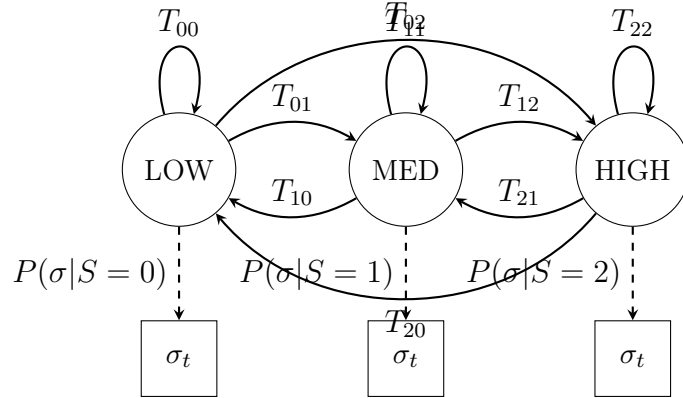 T₀₀
T₀₂
T₁₁
T₂₂
T₀₁
T₁₂
LOW
MED
HIGH
T₁₀
T₂₁
P(σ|S = 0)
P(σ|S = 1)
P(σ|S = 2)
T₂₀
σₜ
σₜ
σₜ